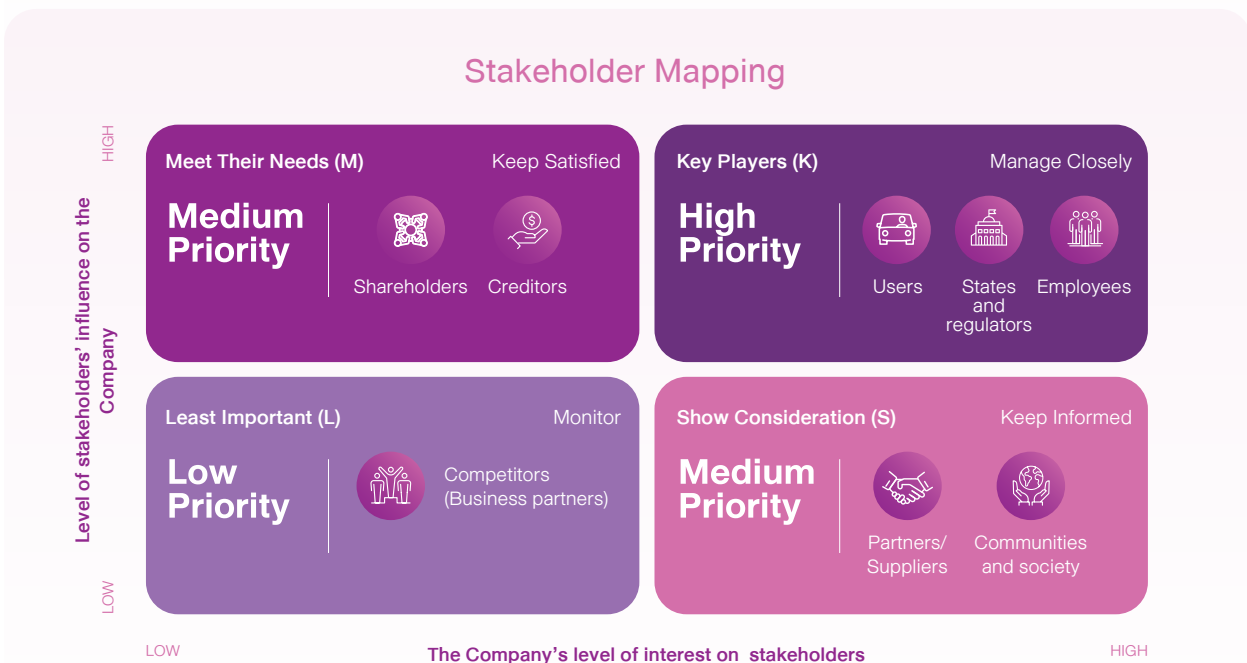 Stakeholder Mapping
HIGH
Level of stakeholders' influence on the
Company
LOW
Meet Their Needs (M)
Keep Satisfied
Medium
Priority
Shareholders
Creditors
Key Players (K)
Manage Closely
High
Priority
Users
States
and
regulators
Employees
Least Important (L)
Monitor
Low
Priority
Competitors
(Business partners)
Show Consideration (S)
Keep Informed
Medium
Priority
Partners/
Suppliers
Communities
and society
LOW
The Company's level of interest on stakeholders
HIGH